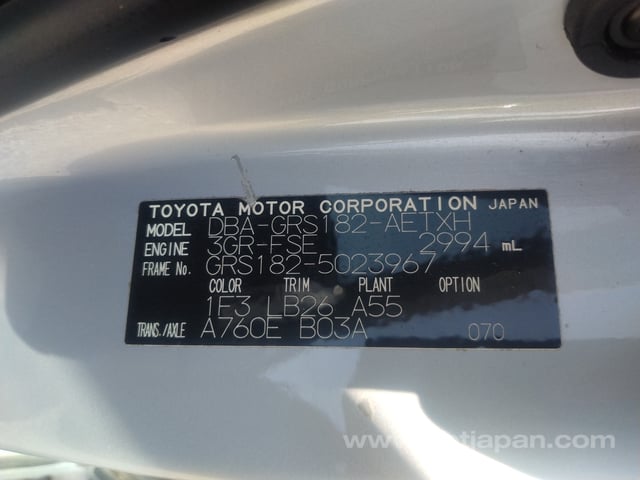 TOYOTA MOTOR CORPORATION JAPAN
MODEL DBA-GRS182-AETXH
ENGINE 3GR-FSE 2994 mL
FRAME No. GRS182-5023967
COLOR TRIM PLANT OPTION
1F3 LB26 A55
TRANS./AXLE A760E B03A 070